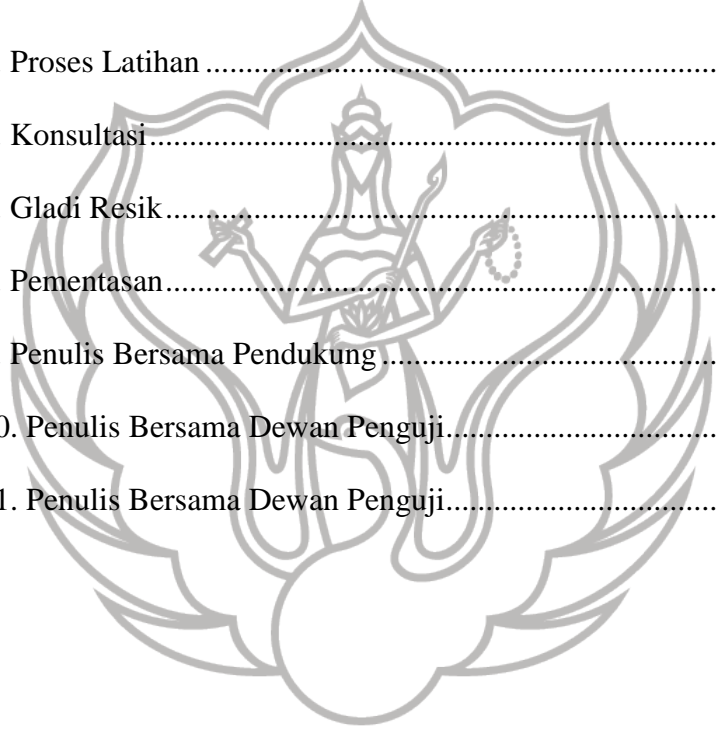 Proses Latihan ................................................................
Konsultasi.......................................................................
Gladi Resik.....................................................................
Pementasan.....................................................................
Penulis Bersama Pendukung..........................................
0. Penulis Bersama Dewan Penguji..................................
1. Penulis Bersama Dewan Penguji..................................